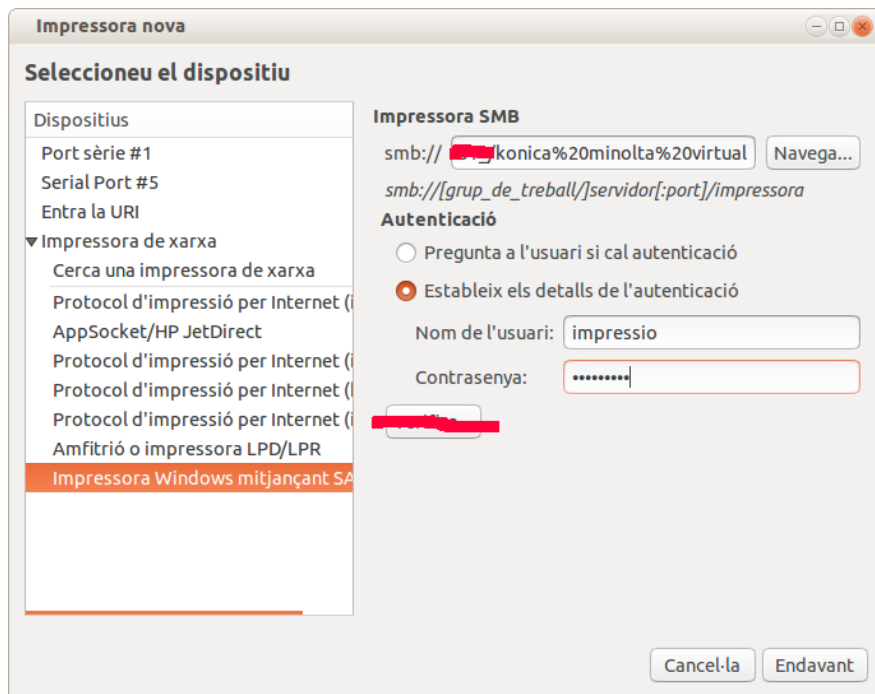 Impressora nova
Seleccioneu el dispositiu
Dispositius
Port sèrie #1
Serial Port #5
Entra la URI
Impressora de xarxa
Cerca una impressora de xarxa
Protocol d'impressió per Internet (i
AppSocket/HP JetDirect
Protocol d'impressió per Internet (i
Protocol d'impressió per Internet (l
Protocol d'impressió per Internet (i
Amfitrió o impressora LPD/LPR
Impressora Windows mitjançant SA
Impressora SMB
smb:// /konica%20minolta%20virtual Navega...
smb://[grup_de_treball/]servidor[:port]/impressora
Autenticació
Pregunta a l'usuari si cal autenticació
Estableix els detalls de l'autenticació
Nom de l'usuari: impressio
Contrasenya: •••••••••
Cancel·la Endavant